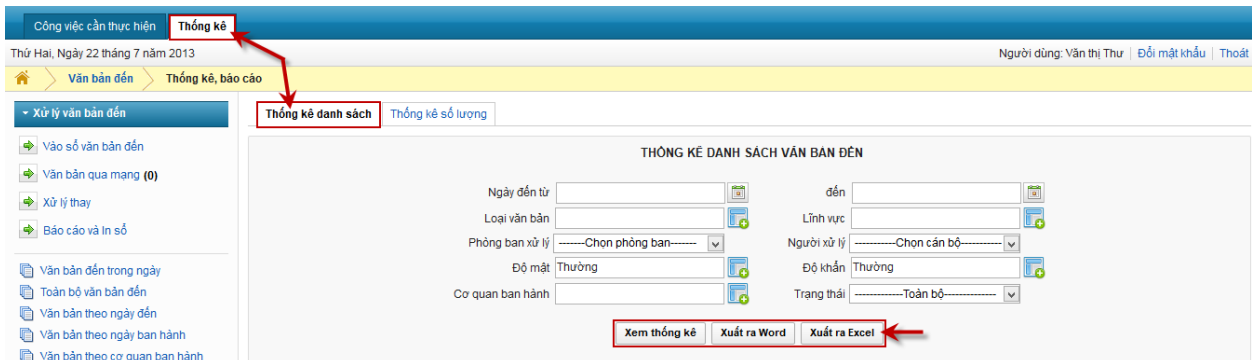 Công việc cần thực hiện Thống kê
Thứ Hai, Ngày 22 tháng 7 năm 2013 Người dùng: Văn thị Thư | Đổi mật khẩu | Thoát
Văn bản đến Thống kê, báo cáo
Xử lý văn bản đến
Vào sổ văn bản đến
Văn bản qua mạng (0)
Xử lý thay
Báo cáo và In sổ
Văn bản đến trong ngày
Toàn bộ văn bản đến
Văn bản theo ngày đến
Văn bản theo ngày ban hành
Văn bản theo cơ quan ban hành
Thống kê danh sách Thống kê số lượng
THỐNG KÊ DANH SÁCH VĂN BẢN ĐẾN
Ngày đến từ đến
Loại văn bản Lĩnh vực
Phòng ban xử lý -------Chọn phòng ban------- Người xử lý -----------Chọn cán bộ-----------
Độ mật Thường Độ khẩn Thường
Cơ quan ban hành Trạng thái -------------Toàn bộ--------------
Xem thống kê Xuất ra Word Xuất ra Excel